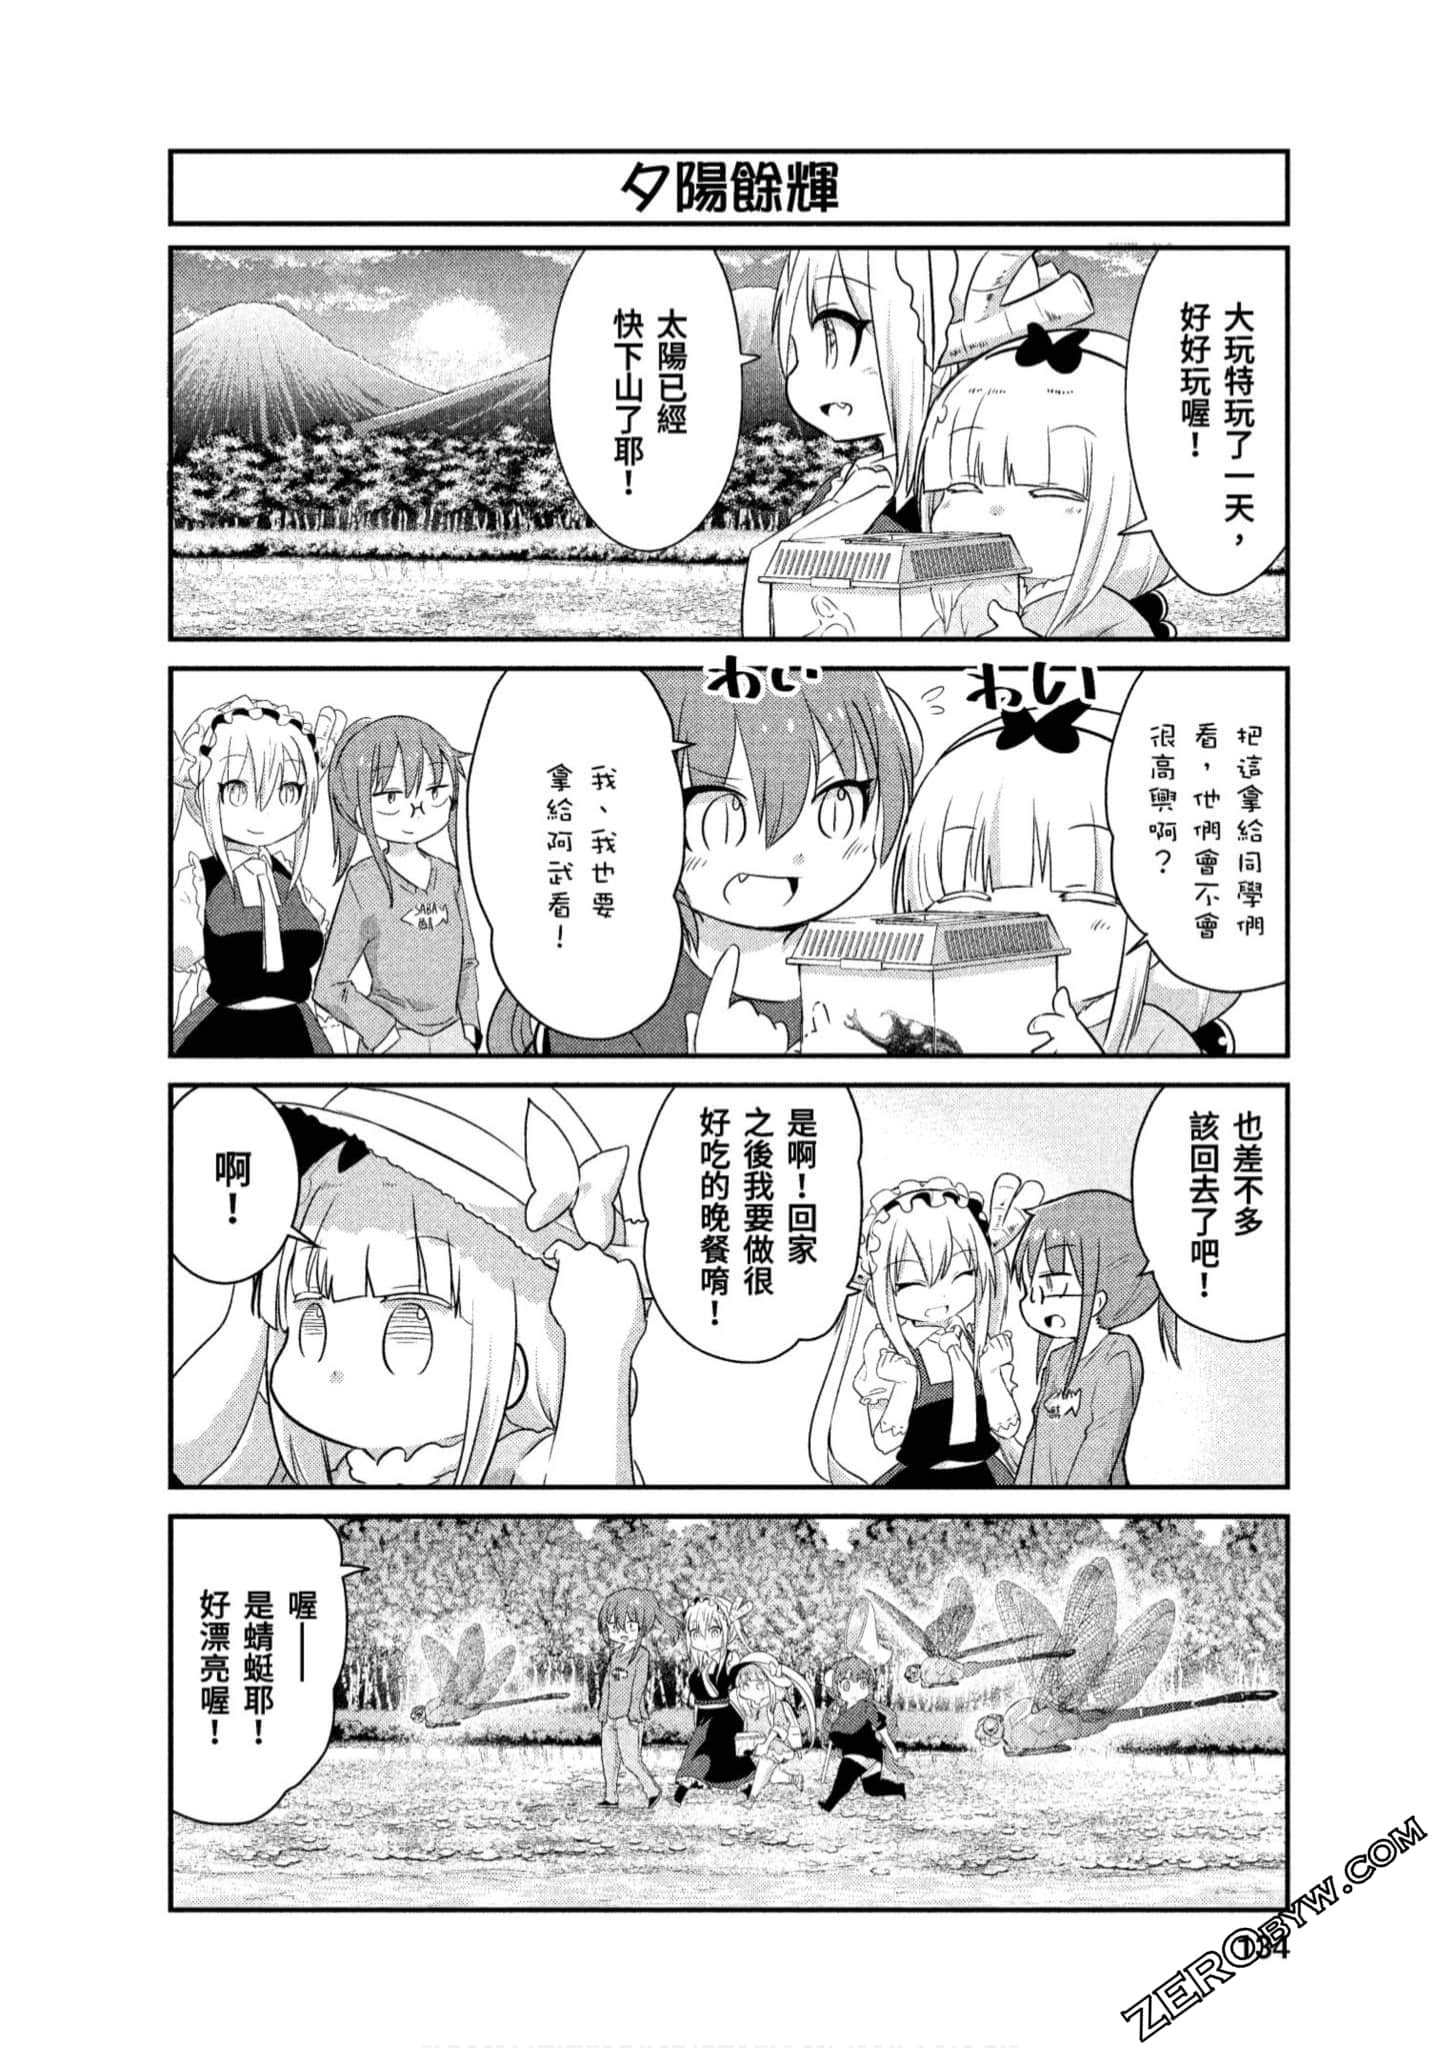 夕陽餘輝
大玩特玩了一天，
好好玩喔！
太陽已經
快下山了耶！
わい
わい
把這拿給同學們
看，他們會不會
很高興啊？
我、我也要
拿給阿武看！
SABA
鯖
也差不多
該回去了吧！
是啊！回家
之後我要做很
好吃的晚餐唷！
SABA
鯖
啊！
喔——
是蜻蜓耶！
好漂亮喔！
134
ZEROBYW.COM